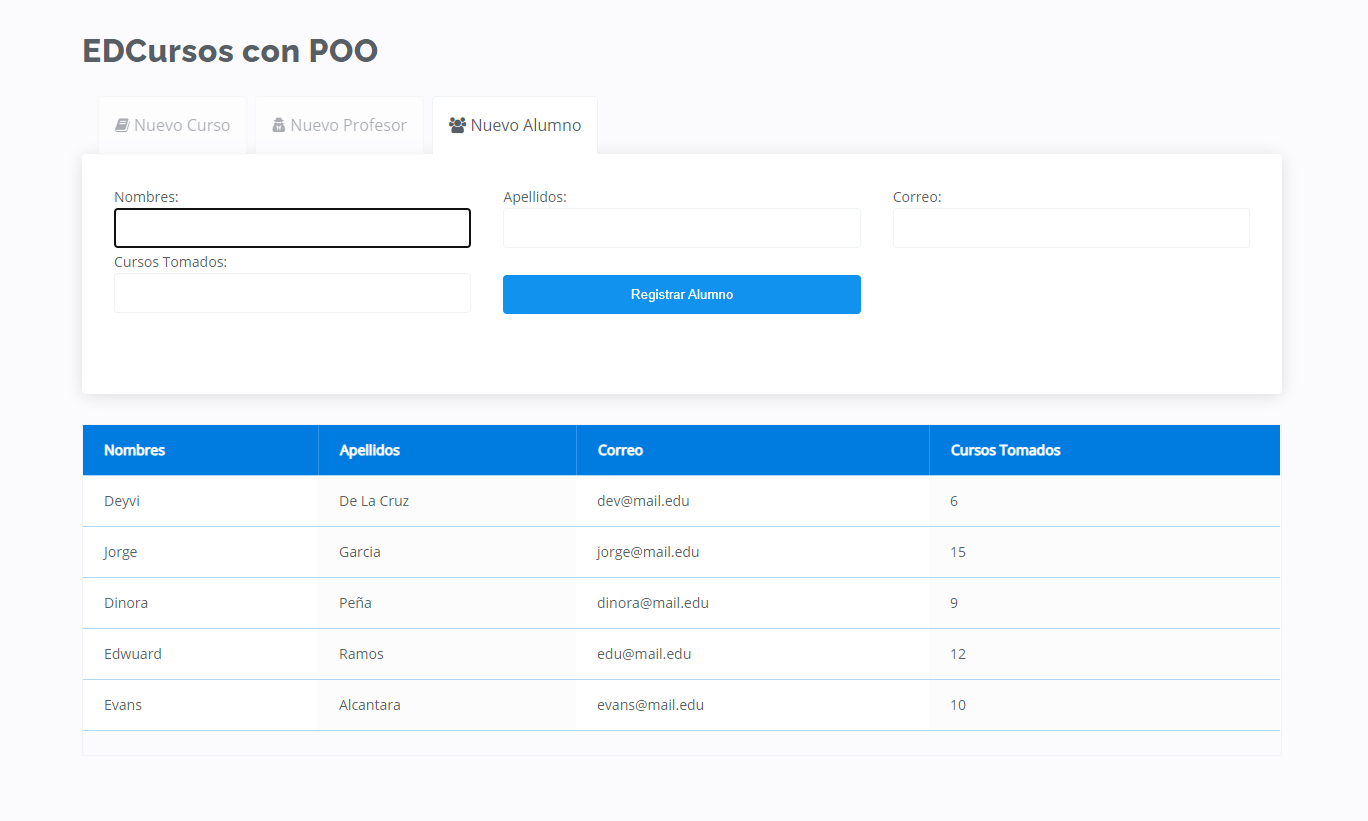 EDCursos con POO
Nuevo Curso Nuevo Profesor Nuevo Alumno
Nombres: Apellidos: Correo:
Cursos Tomados:
Registrar Alumno
Nombres Apellidos Correo Cursos Tomados
Deyvi De La Cruz dev@mail.edu 6
Jorge Garcia jorge@mail.edu 15
Dinora Peña dinora@mail.edu 9
Edwuard Ramos edu@mail.edu 12
Evans Alcantara evans@mail.edu 10